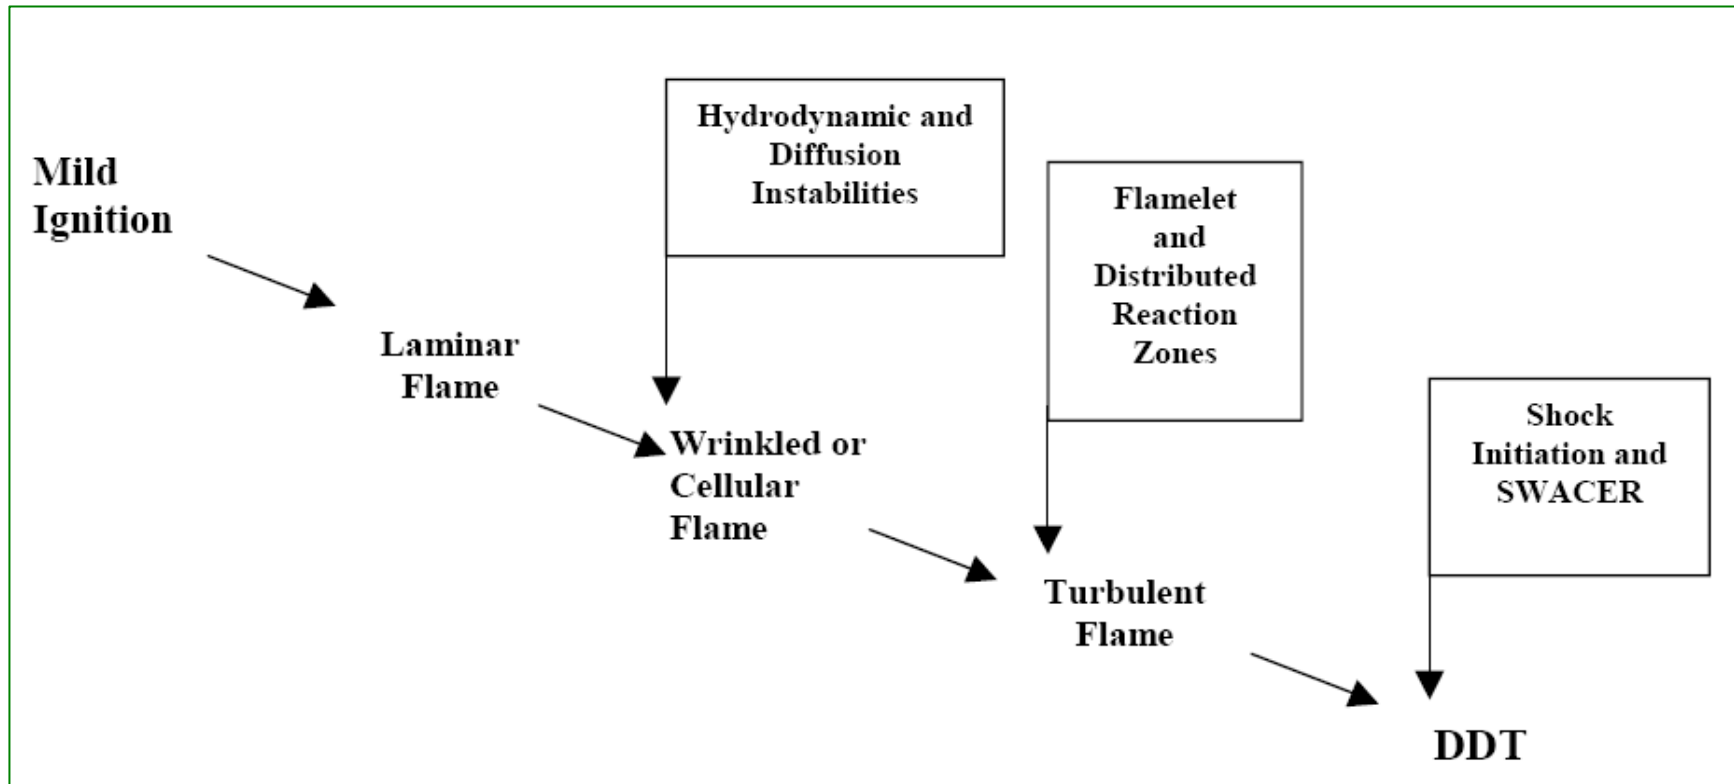 Mild
Ignition
Laminar
Flame
Hydrodynamic and
Diffusion
Instabilities
Wrinkled or
Cellular
Flame
Flamelet
and
Distributed
Reaction
Zones
Turbulent
Flame
Shock
Initiation and
SWACER
DDT